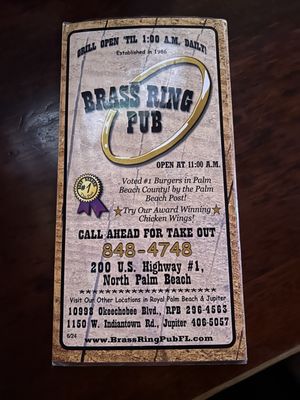 GRILL OPEN 'TIL 1:00 A.M. DAILY!
Established in 1986
BRASS RING
PUB
OPEN AT 11:00 A.M.
#1
Voted #1 Burgers in Palm
Beach County! by the Palm
Beach Post!
Try Our Award Winning
Chicken Wings!
CALL AHEAD FOR TAKE OUT
848-4748
200 U.S. Highway #1,
North Palm Beach
Visit Our Other Locations in Royal Palm Beach & Jupiter
10998 Okeechobee Blvd., RPB 296-4563
1150 W. Indiantown Rd., Jupiter 406-5057
6/24
www.BrassRingPubFL.com